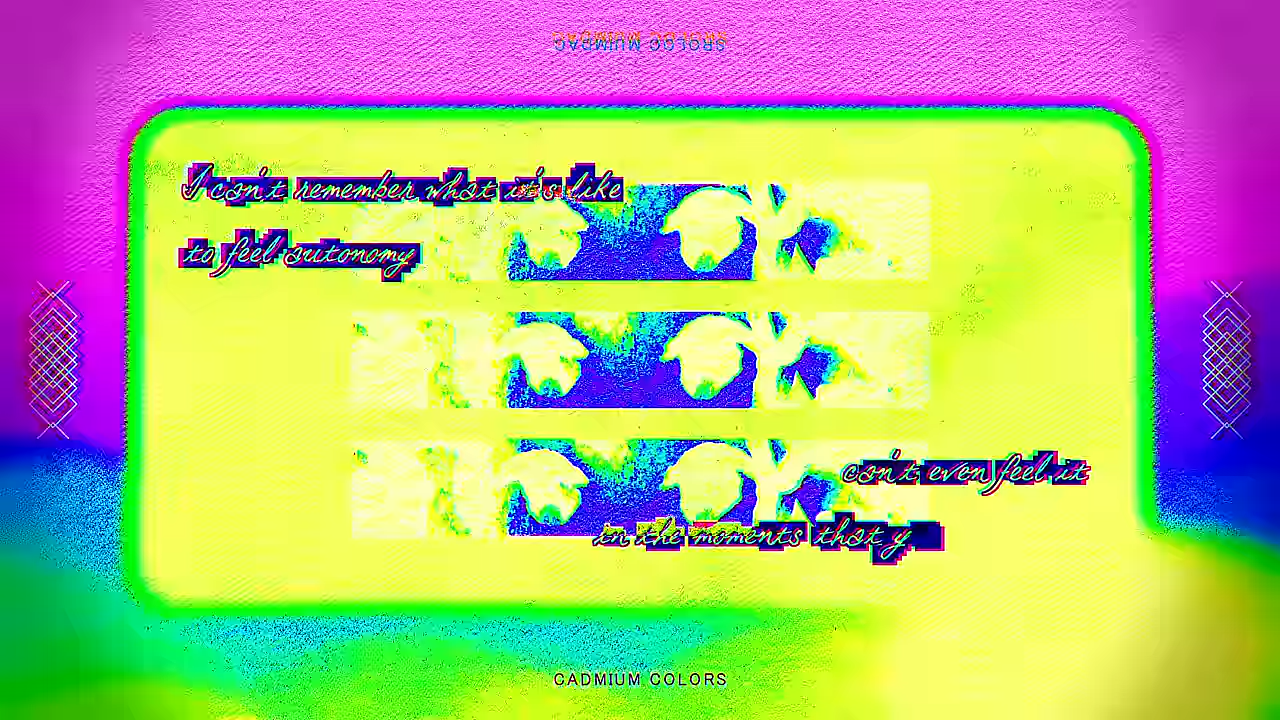 CADMIUM COLORS
I can't remember what it's like
to feel autonomy
can't even feel it
in the moments that y
CADMIUM COLORS